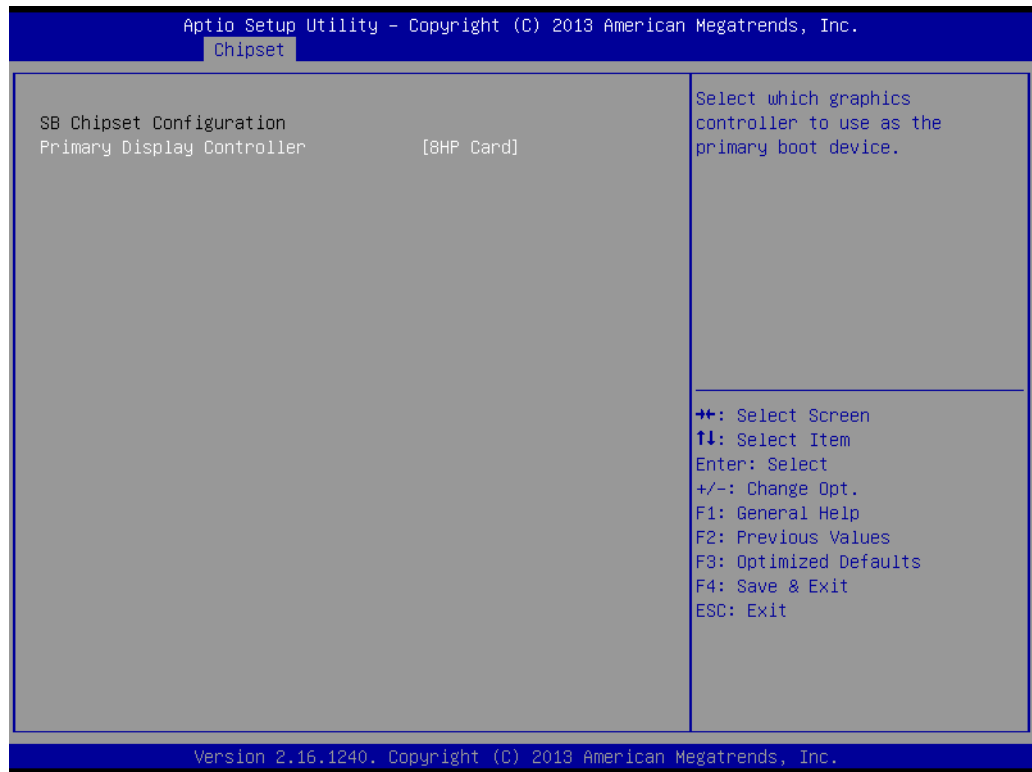 Aptio Setup Utility – Copyright (C) 2013 American Megatrends, Inc.
Chipset
SB Chipset Configuration
Primary Display Controller [8HP Card]
Select which graphics
controller to use as the
primary boot device.
→←: Select Screen
↑↓: Select Item
Enter: Select
+/-: Change Opt.
F1: General Help
F2: Previous Values
F3: Optimized Defaults
F4: Save & Exit
ESC: Exit
Version 2.16.1240. Copyright (C) 2013 American Megatrends, Inc.